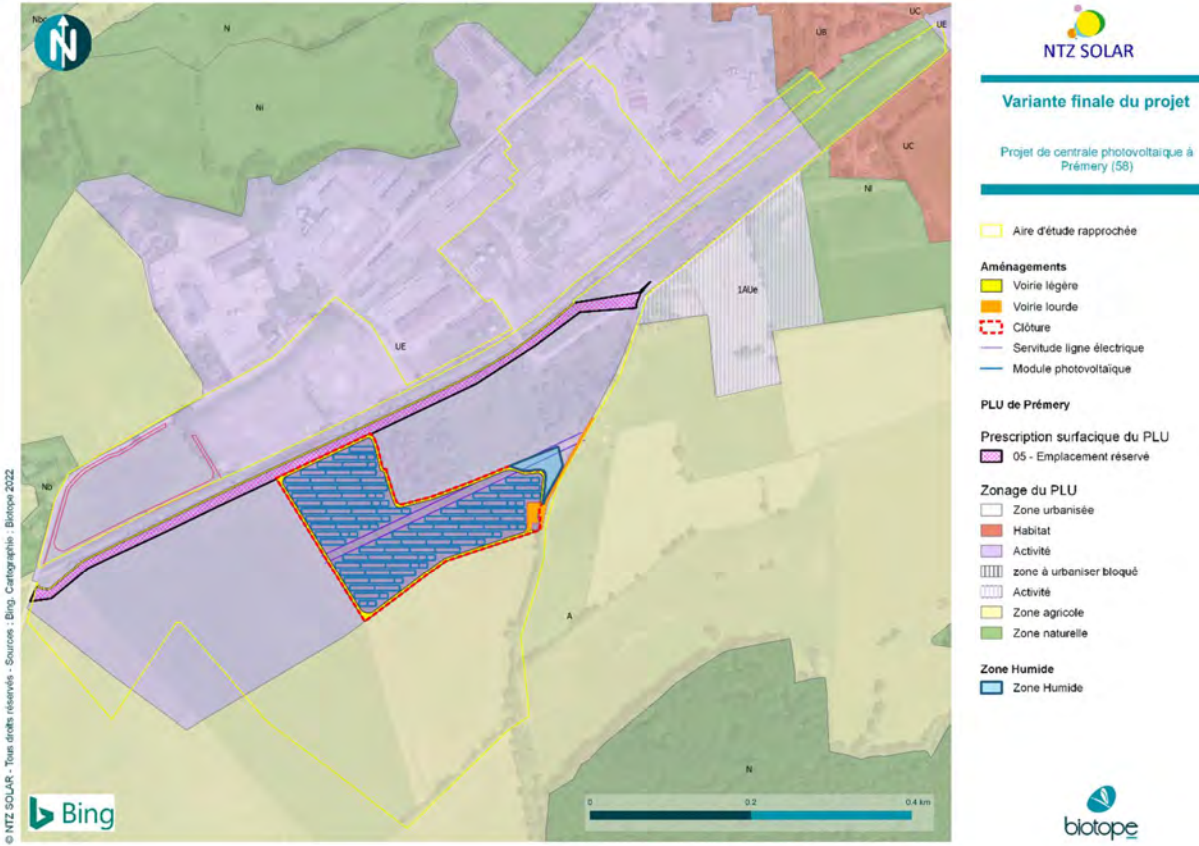 N
Nb
N
Ni
UB
UC
UE
UC
Nl
1AUe
UE
Nb
A
N
Bing
0
0.2
0.4 km
© NTZ SOLAR - Tous droits réservés - Sources : Bing. Cartographie : Biotope 2022
NTZ SOLAR
Variante finale du projet
Projet de centrale photovoltaïque à
Prémery (58)
Aire d'étude rapprochée
Aménagements
Voirie légère
Voirie lourde
Clôture
Servitude ligne électrique
Module photovoltaïque
PLU de Prémery
Prescription surfacique du PLU
05 - Emplacement réservé
Zonage du PLU
Zone urbanisée
Habitat
Activité
zone à urbaniser bloqué
Activité
Zone agricole
Zone naturelle
Zone Humide
Zone Humide
biotope